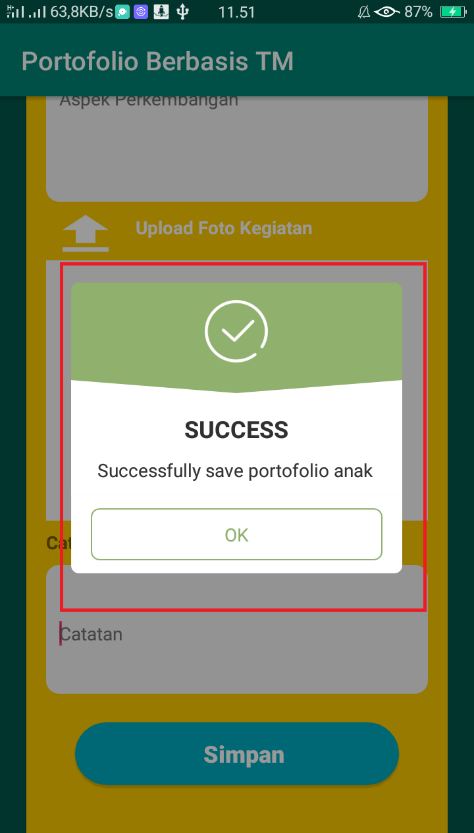 63,8KB/s
11.51
87%
Portofolio Berbasis TM
Aspek Perkembangan
Upload Foto Kegiatan
SUCCESS
Successfully save portofolio anak
OK
Cat
Catatan
Simpan